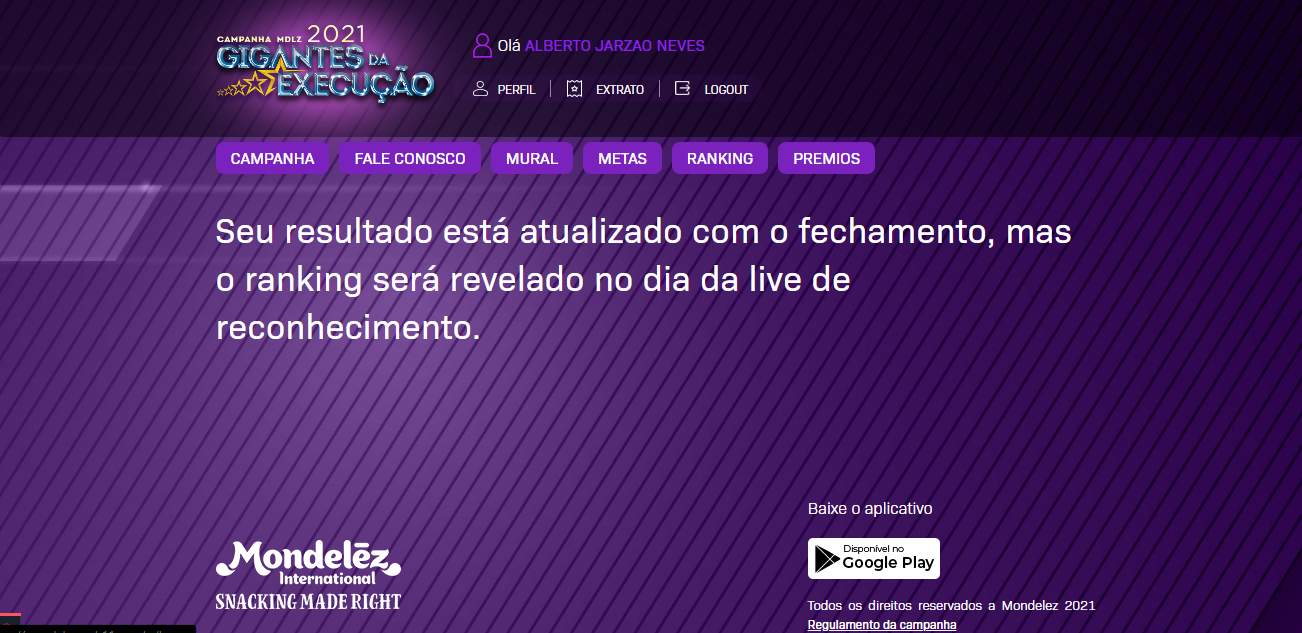 CAMPANHA MDLZ 2021
GIGANTES DA
EXECUÇÃO
Olá ALBERTO JARZAO NEVES
PERFIL
EXTRATO
LOGOUT
CAMPANHA
FALE CONOSCO
MURAL
METAS
RANKING
PREMIOS
Seu resultado está atualizado com o fechamento, mas
o ranking será revelado no dia da live de
reconhecimento.
Mondelēz
International
SNACKING MADE RIGHT
Baixe o aplicativo
Disponível no
Google Play
Todos os direitos reservados a Mondelez 2021
Regulamento da campanha